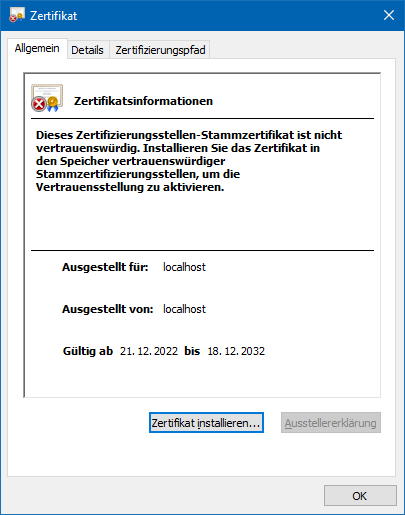 Zertifikat
Allgemein Details Zertifizierungspfad
Zertifikatsinformationen
Dieses Zertifizierungsstellen-Stammzertifikat ist nicht
vertrauenswürdig. Installieren Sie das Zertifikat in
den Speicher vertrauenswürdiger
Stammzertifizierungsstellen, um die
Vertrauensstellung zu aktivieren.
Ausgestellt für: localhost
Ausgestellt von: localhost
Gültig ab 21.12.2022 bis 18.12.2032
Zertifikat installieren... Ausstellererklärung
OK